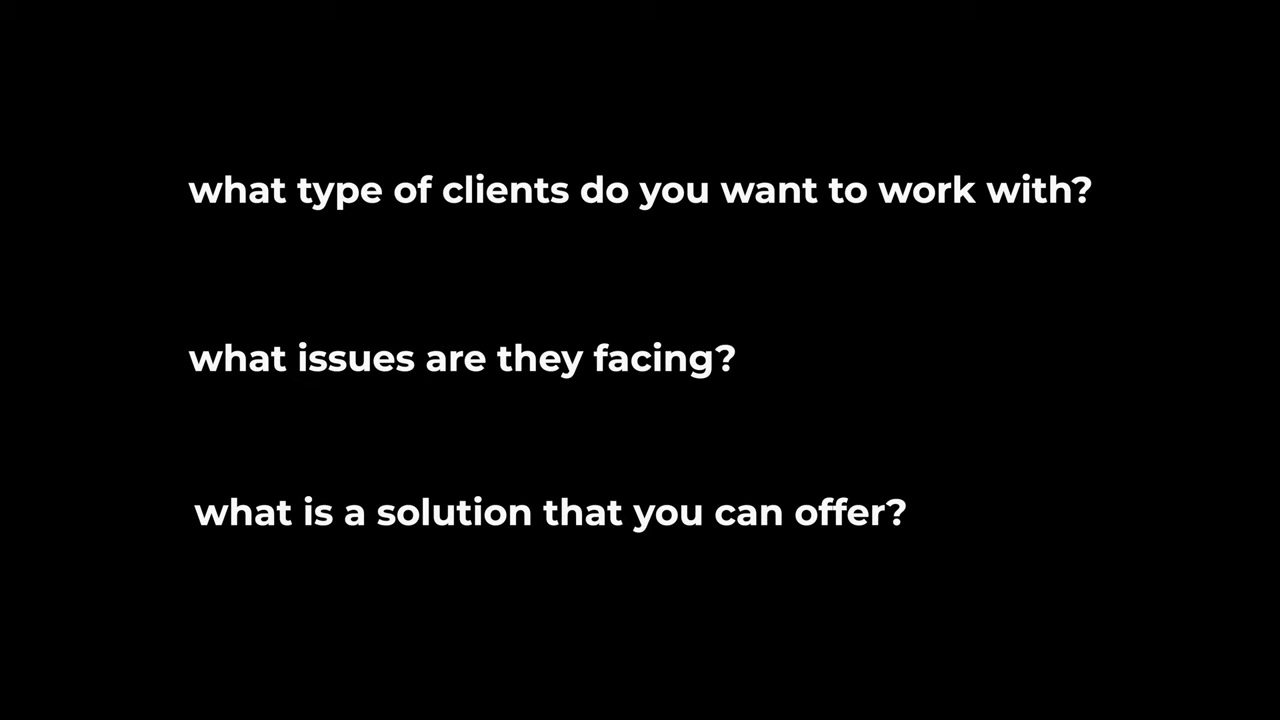 what type of clients do you want to work with?
what issues are they facing?
what is a solution that you can offer?